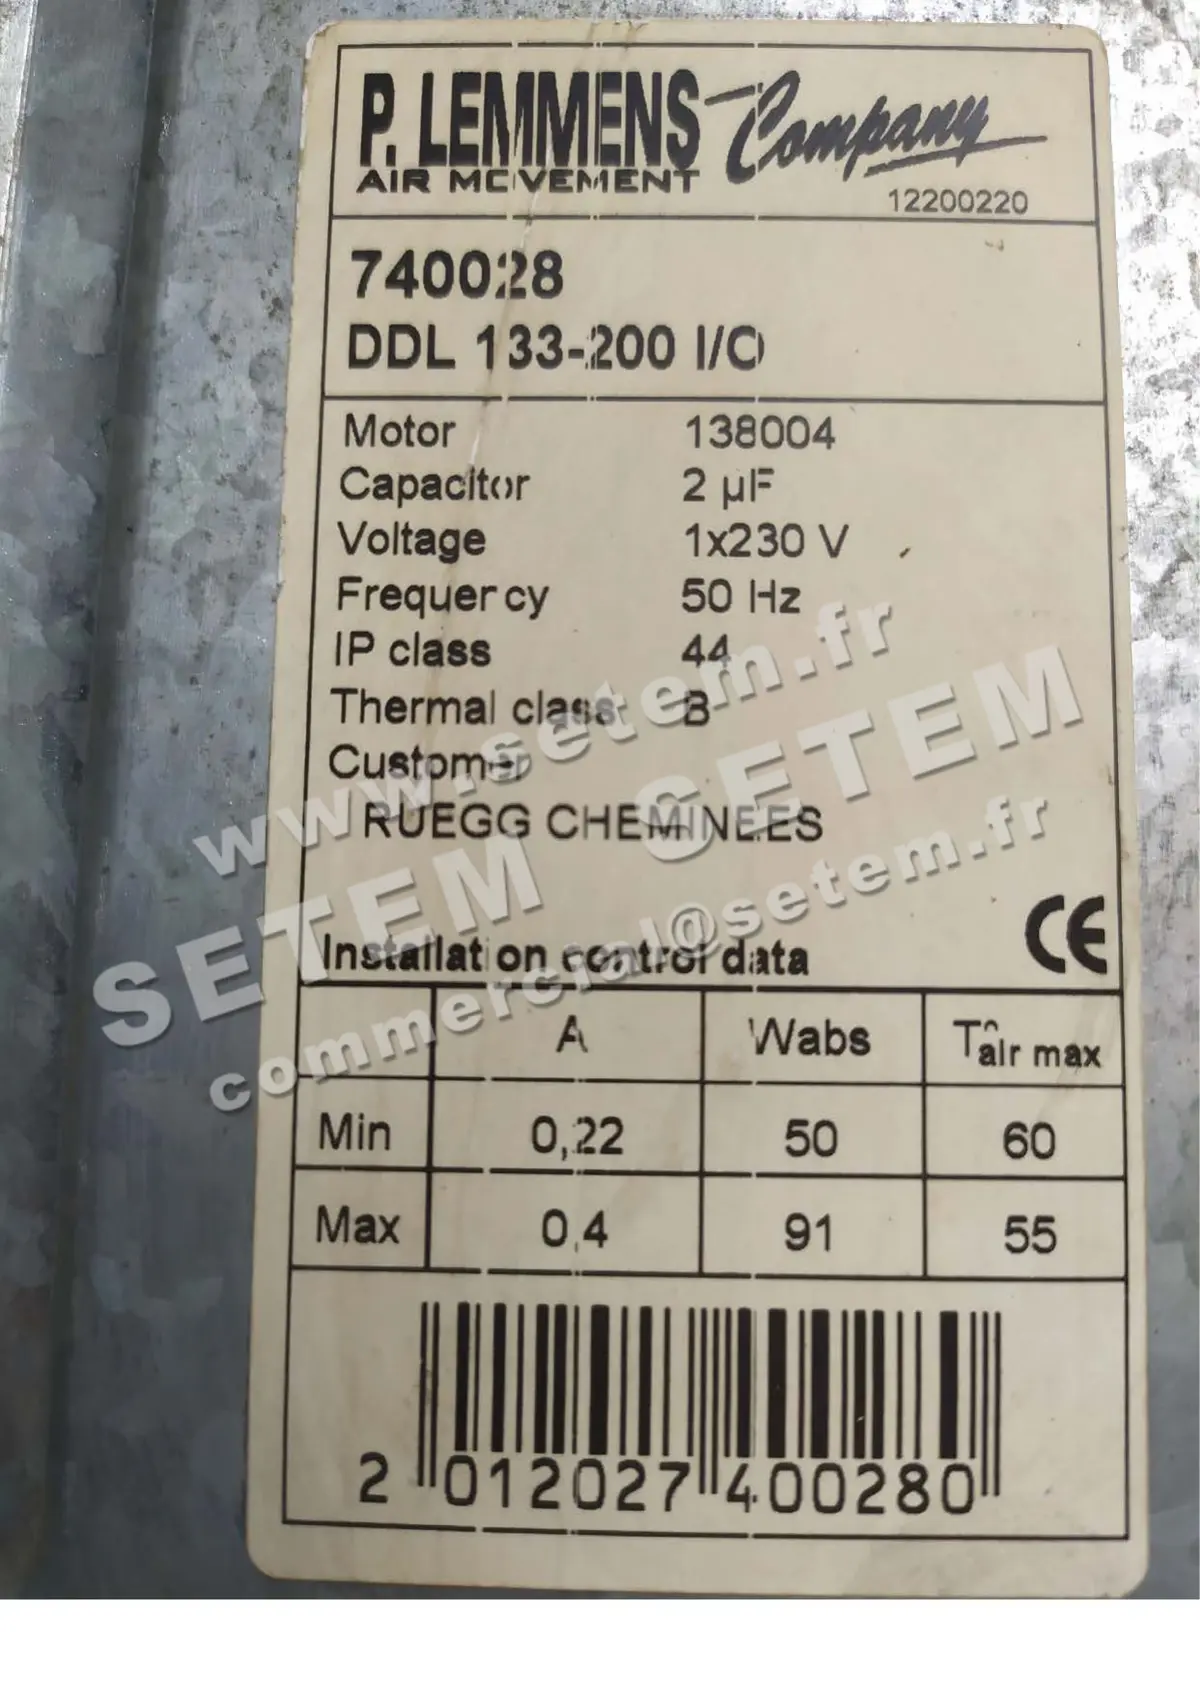 P. LEMMENS Company
AIR MOVEMENT
12200220
740028
DDL 133-200 I/O
Motor 138004
Capacitor 2 µF
Voltage 1x230 V
Frequency 50 Hz
IP class 44
Thermal class B
Customer
RUEGG CHEMINEES
www.setem.fr
SETEM SETEM
commercial@setem.fr
Installation control data CE
A Wabs T° air max
Min 0,22 50 60
Max 0,4 91 55
2 012027 400280